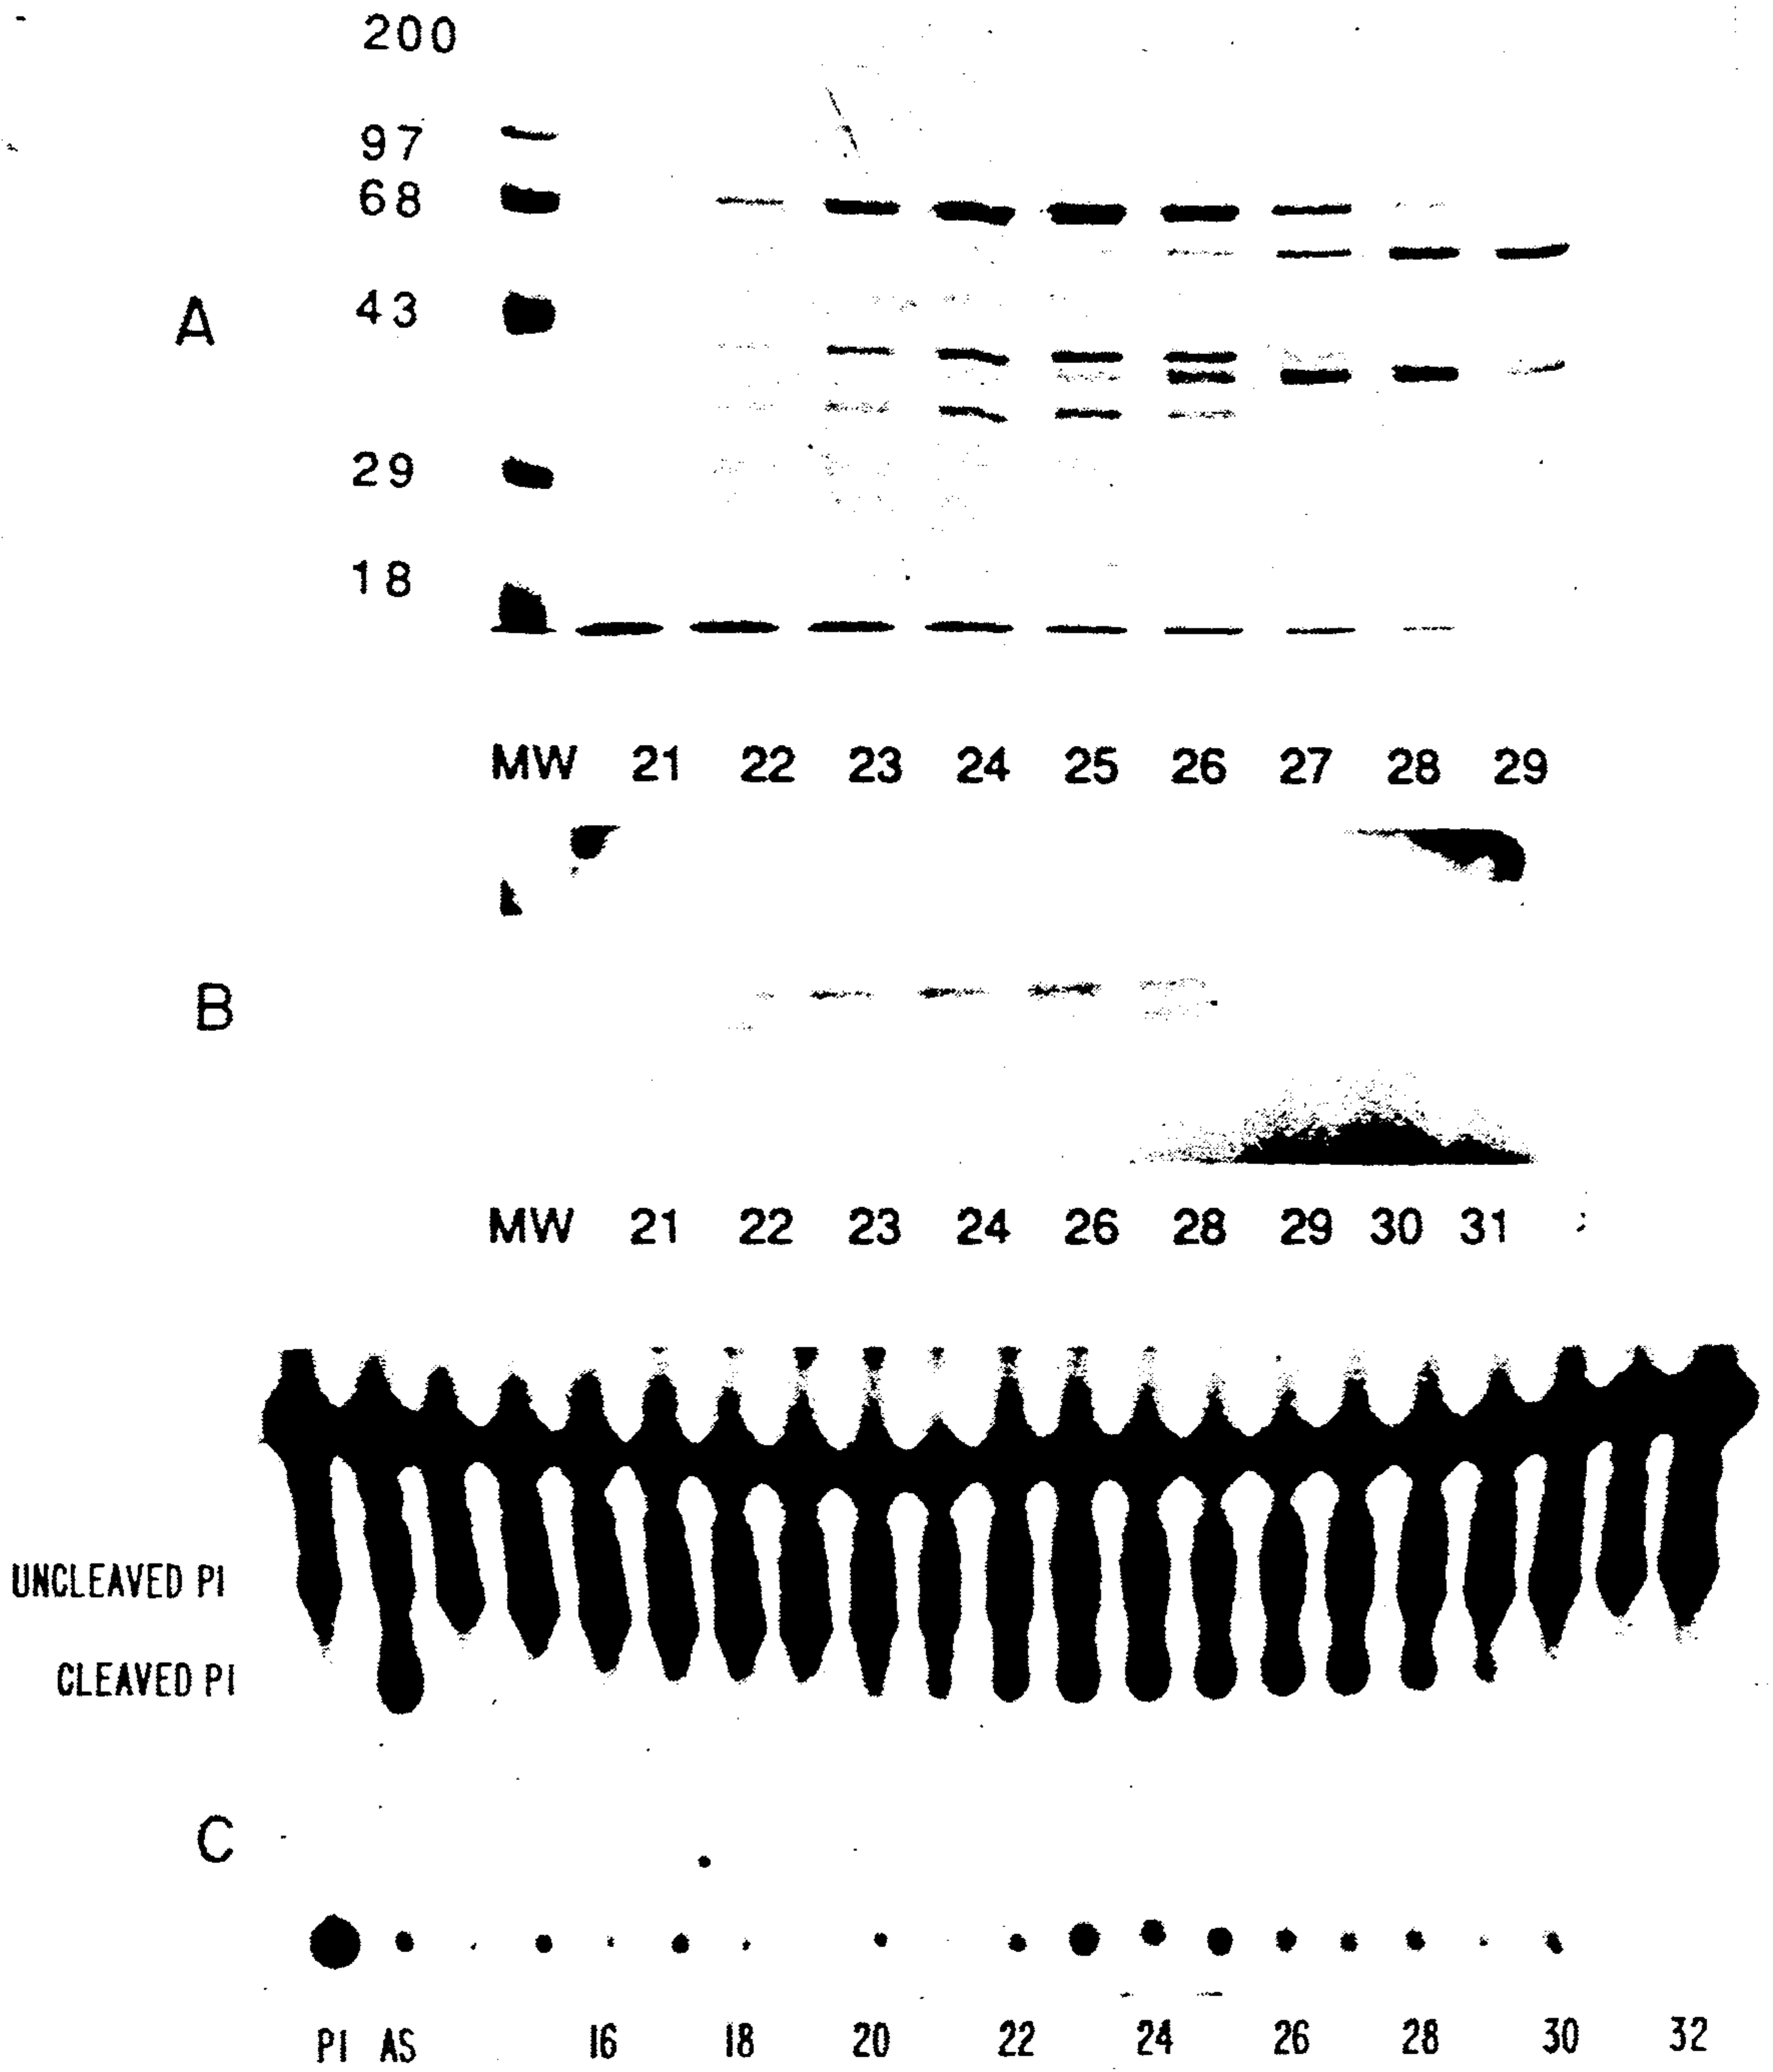 200
97
68
A 43
29
18
MW 21 22 23 24 25 26 27 28 29
B
MW 21 22 23 24 26 28 29 30 31
UNCLEAVED PI
CLEAVED PI
C
PI AS 16 18 20 22 24 26 28 30 32